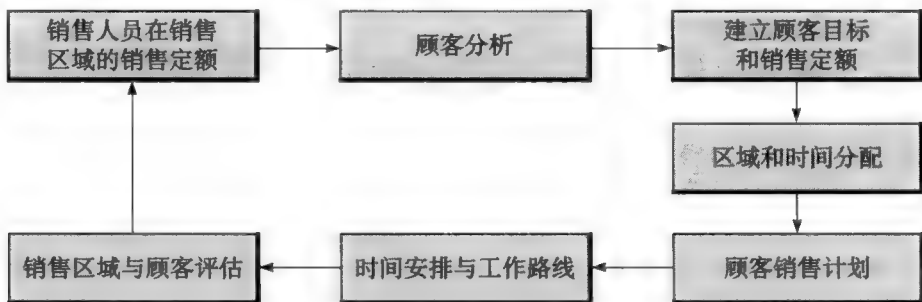 销售人员在销售
区域的销售定额
顾客分析
建立顾客目标
和销售定额
区域和时间分配
顾客销售计划
时间安排与工作路线
销售区域与顾客评估